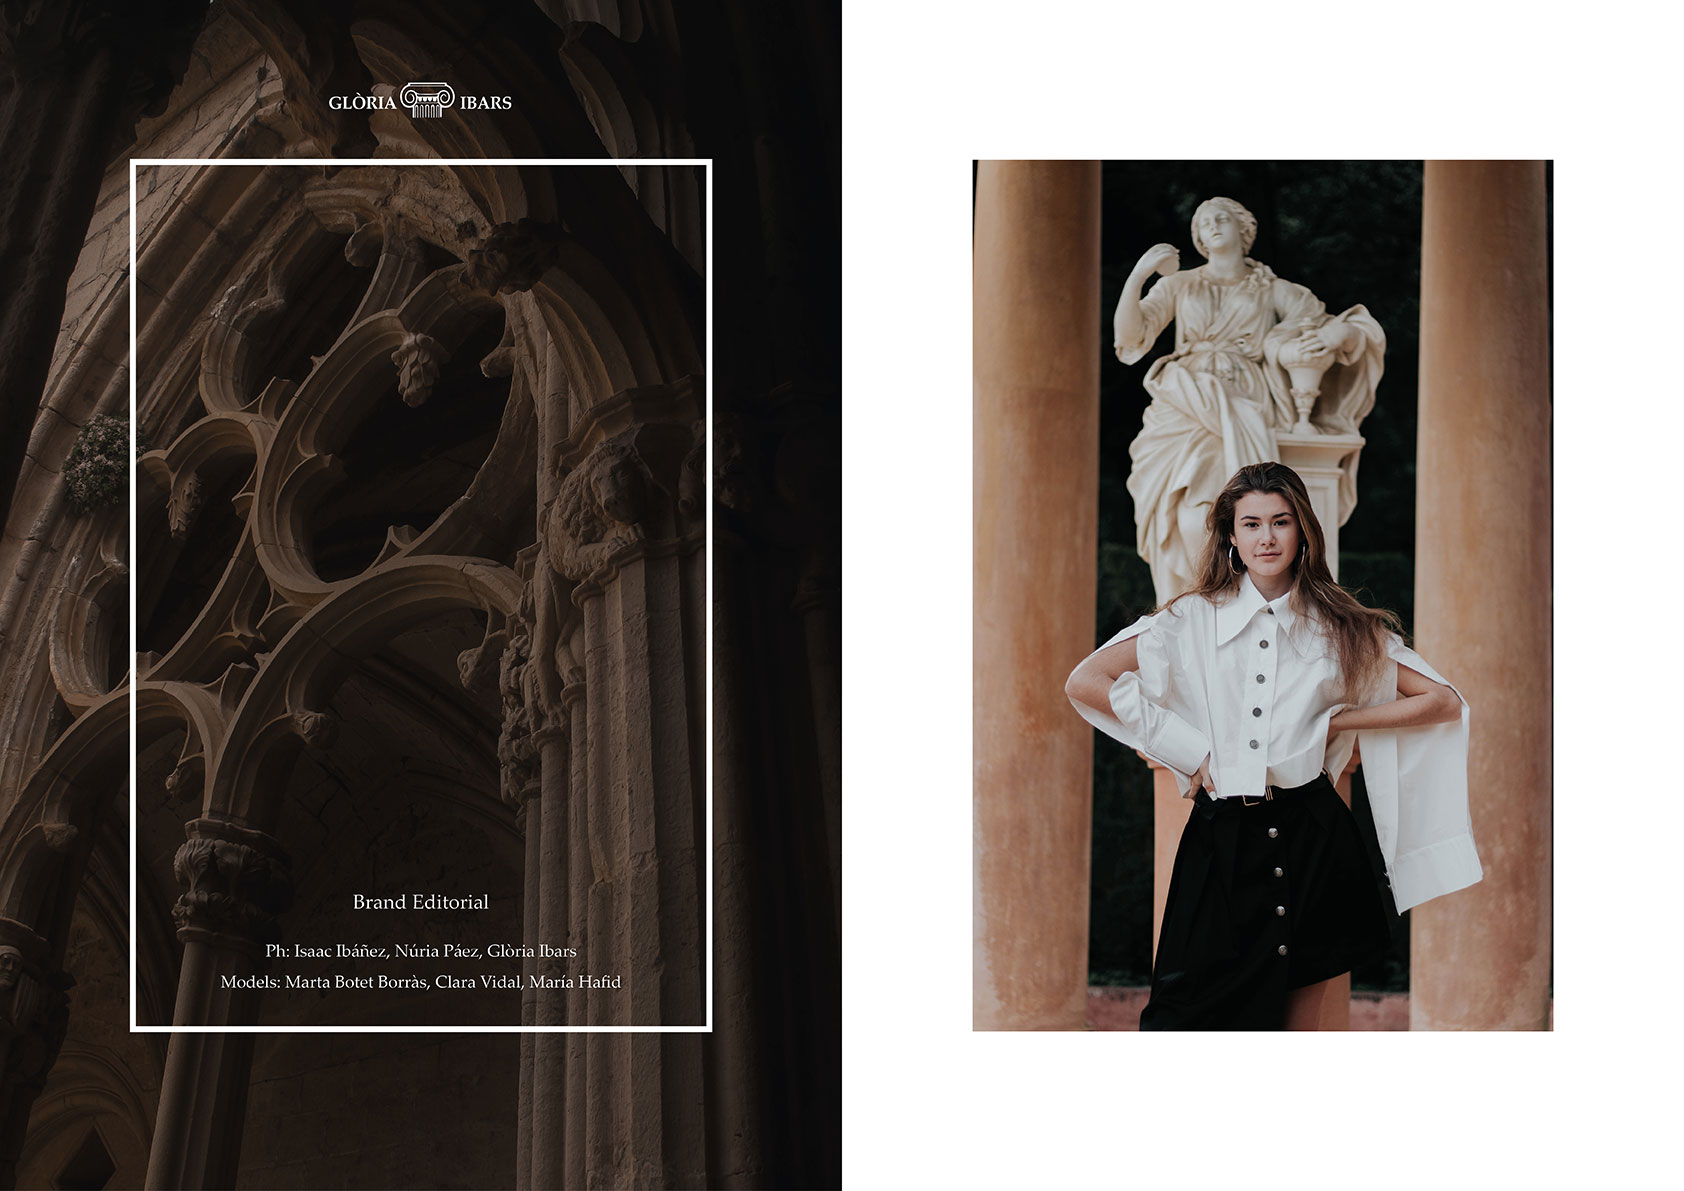 GLÒRIA IBARS
Brand Editorial
Ph: Isaac Ibáñez, Núria Páez, Glòria Ibars
Models: Marta Botet Borràs, Clara Vidal, María Hafid